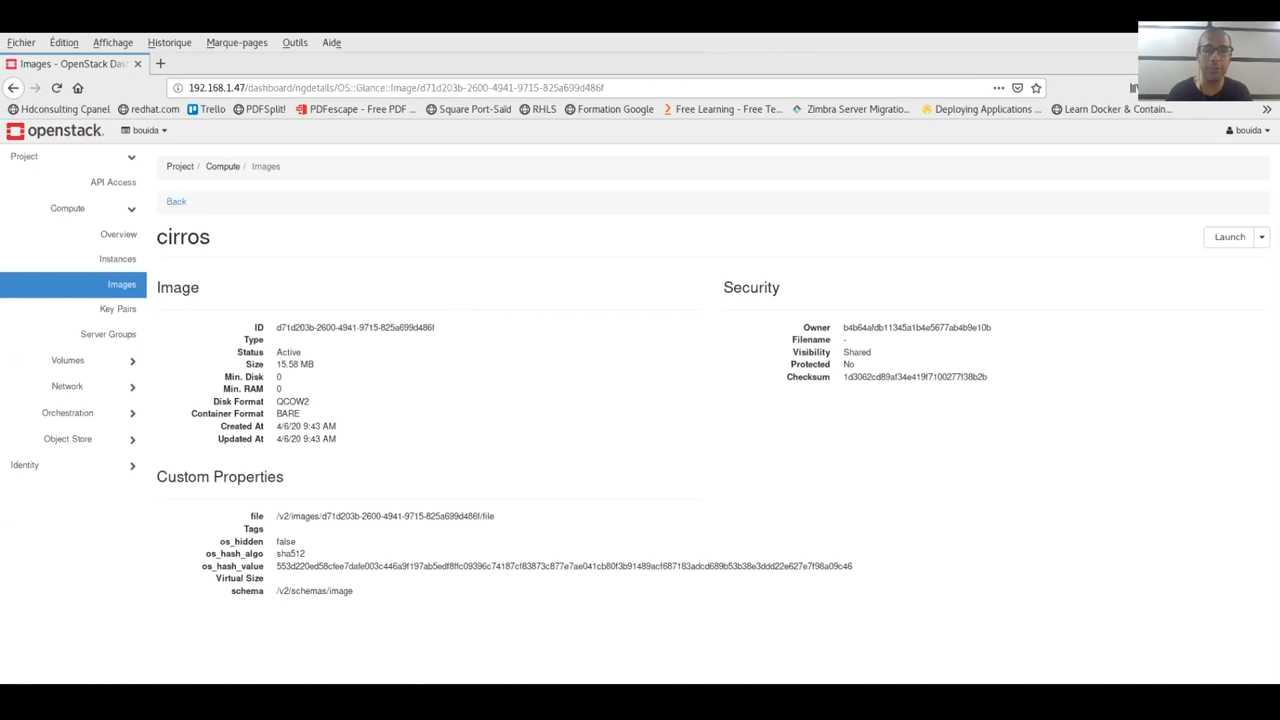 Fichier Édition Affichage Historique Marque-pages Outils Aide
Images - OpenStack Das
192.168.1.47/dashboard/ngdetails/OS::Glance::Image/d71d203b-2600-4941-9715-825a699d486f
Hdconsulting Cpanel redhat.com Trello PDFSplit! PDFescape - Free PDF ... Square Port-Saïd RHLS Formation Google Free Learning - Free Te... Zimbra Server Migratio... Deploying Applications ... Learn Docker & Contain...
openstack. bouida bouida
Project
API Access
Compute
Overview
Instances
Images
Key Pairs
Server Groups
Volumes
Network
Orchestration
Object Store
Identity
Project / Compute / Images
Back
cirros
Launch
Image
ID d71d203b-2600-4941-9715-825a699d486f
Type
Status Active
Size 15.58 MB
Min. Disk 0
Min. RAM 0
Disk Format QCOW2
Container Format BARE
Created At 4/6/20 9:43 AM
Updated At 4/6/20 9:43 AM
Security
Owner b4b64afdb11345a1b4e5677ab4b9e10b
Filename -
Visibility Shared
Protected No
Checksum 1d3062cd89af34e419f7100277f38b2b
Custom Properties
file /v2/images/d71d203b-2600-4941-9715-825a699d486f/file
Tags
os_hidden false
os_hash_algo sha512
os_hash_value 553d220ed58cfee7dafe003c446a9f197ab5edf8ffc09396c74187cf83873c877e7ae041cb80f3b91489acf687183adcd689b53b38e3ddd22e627e7f98a09c46
Virtual Size
schema /v2/schemas/image